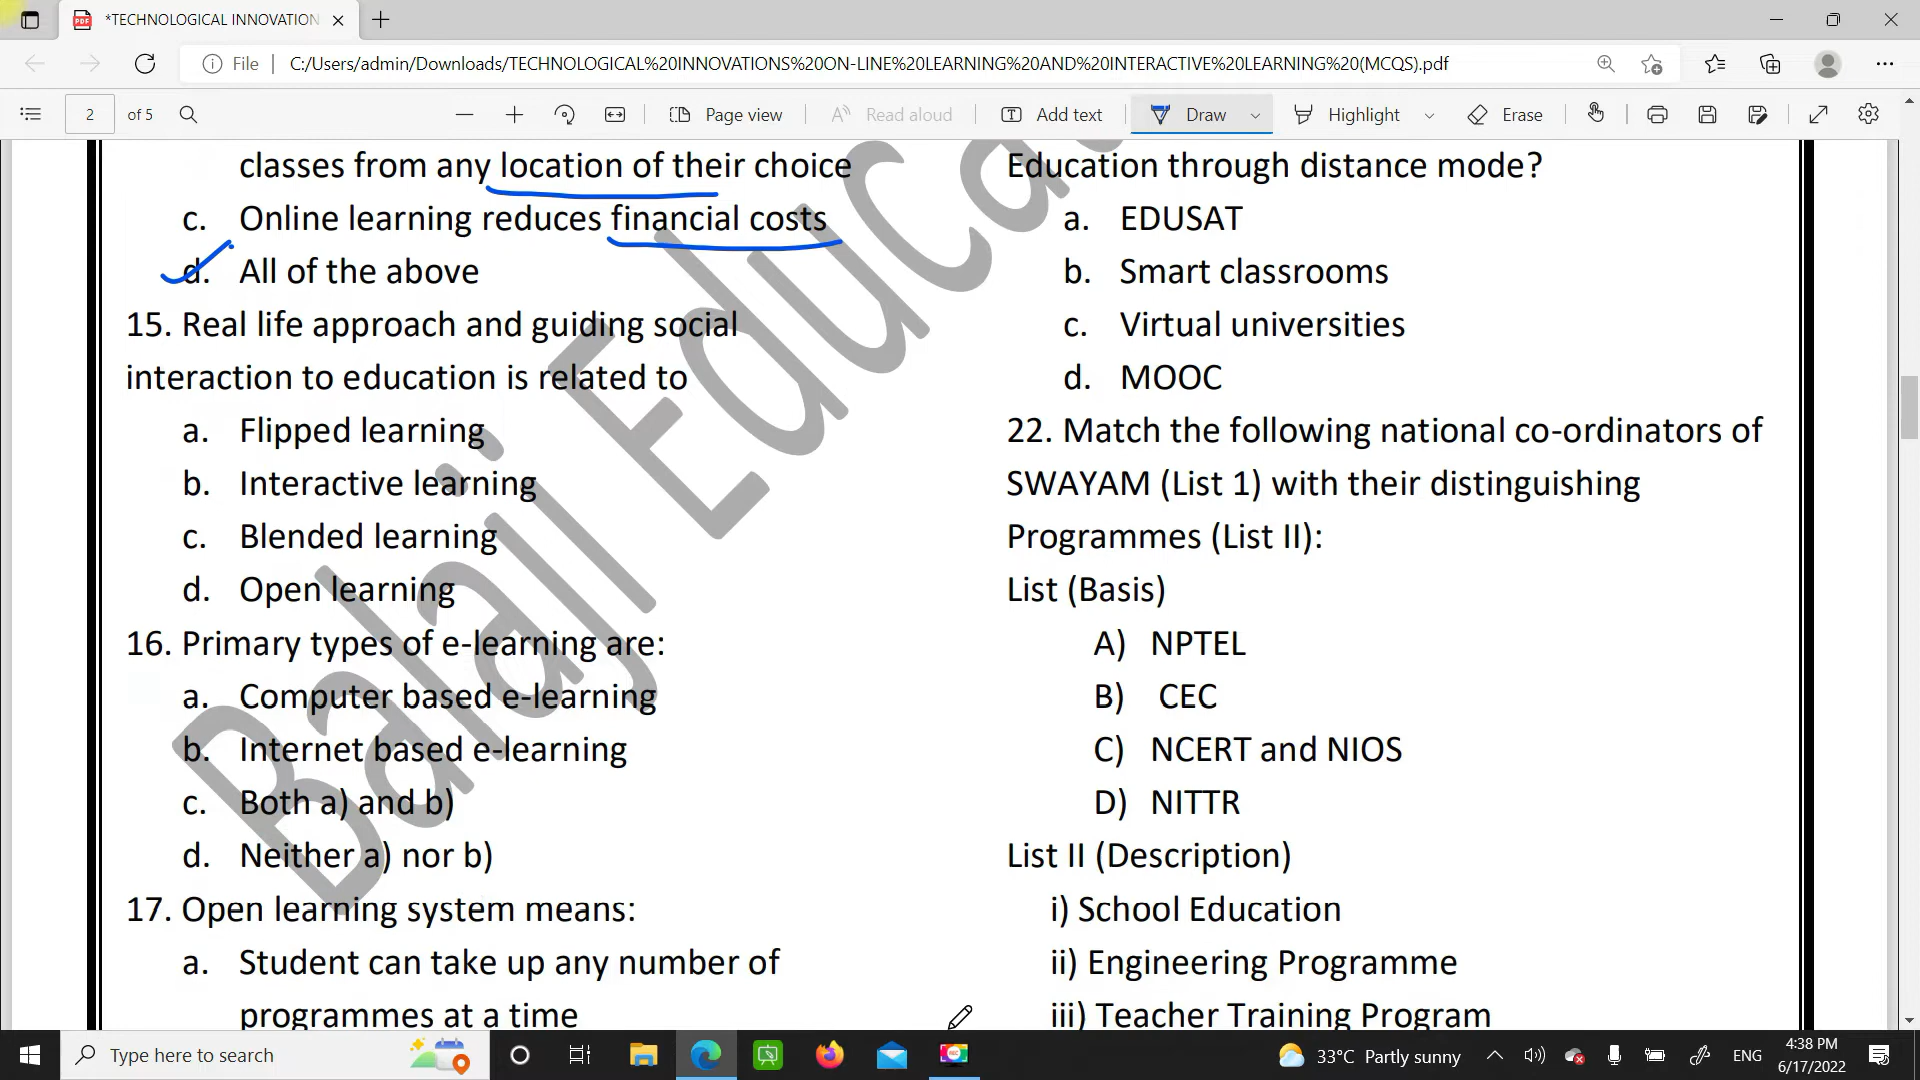 *TECHNOLOGICAL INNOVATION
File
C:/Users/admin/Downloads/TECHNOLOGICAL%20INNOVATIONS%20ON-LINE%20LEARNING%20AND%20INTERACTIVE%20LEARNING%20(MCQS).pdf
2 of 5
Page view
Read aloud
Add text
Draw
Highlight
Erase
classes from any location of their choice
c. Online learning reduces financial costs
d. All of the above
15. Real life approach and guiding social
interaction to education is related to
a. Flipped learning
b. Interactive learning
c. Blended learning
d. Open learning
16. Primary types of e-learning are:
a. Computer based e-learning
b. Internet based e-learning
c. Both a) and b)
d. Neither a) nor b)
17. Open learning system means:
a. Student can take up any number of
programmes at a time
Education through distance mode?
a. EDUSAT
b. Smart classrooms
c. Virtual universities
d. MOOC
22. Match the following national co-ordinators of
SWAYAM (List 1) with their distinguishing
Programmes (List II):
List (Basis)
A) NPTEL
B) CEC
C) NCERT and NIOS
D) NITTR
List II (Description)
i) School Education
ii) Engineering Programme
iii) Teacher Training Program
Balajji Educa
Type here to search
33°C Partly sunny
ENG
4:38 PM
6/17/2022